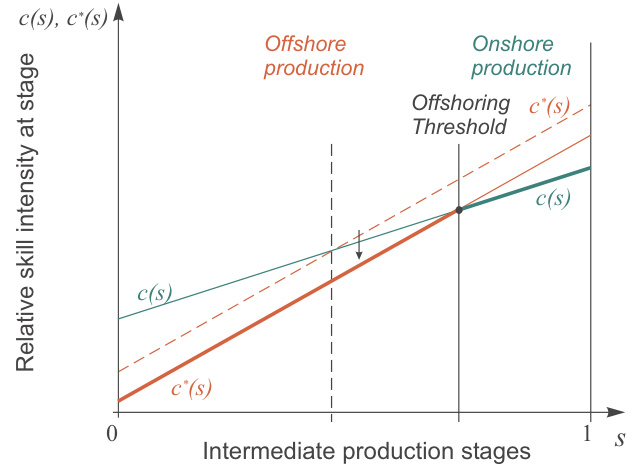 c(s), c*(s)
Relative skill intensity at stage
Offshore
production
Onshore
production
Offshoring
Threshold
c*(s)
c(s)
c(s)
c*(s)
0
1
s
Intermediate production stages